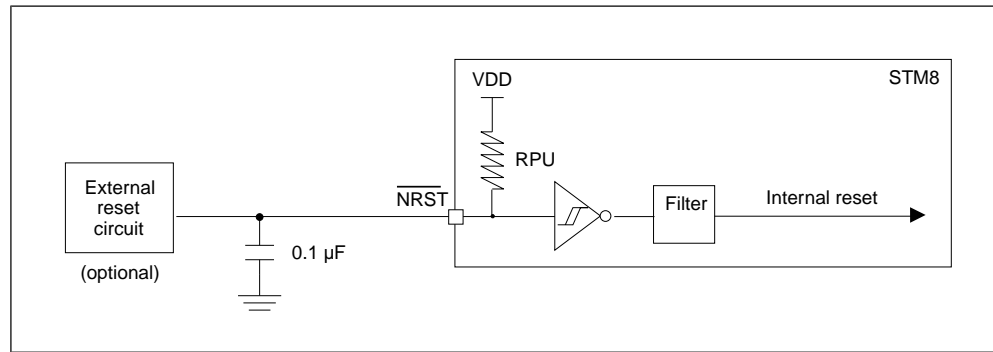 STM8
VDD
RPU
External
reset
circuit
(optional)
0.1 µF
NRST
Filter
Internal reset